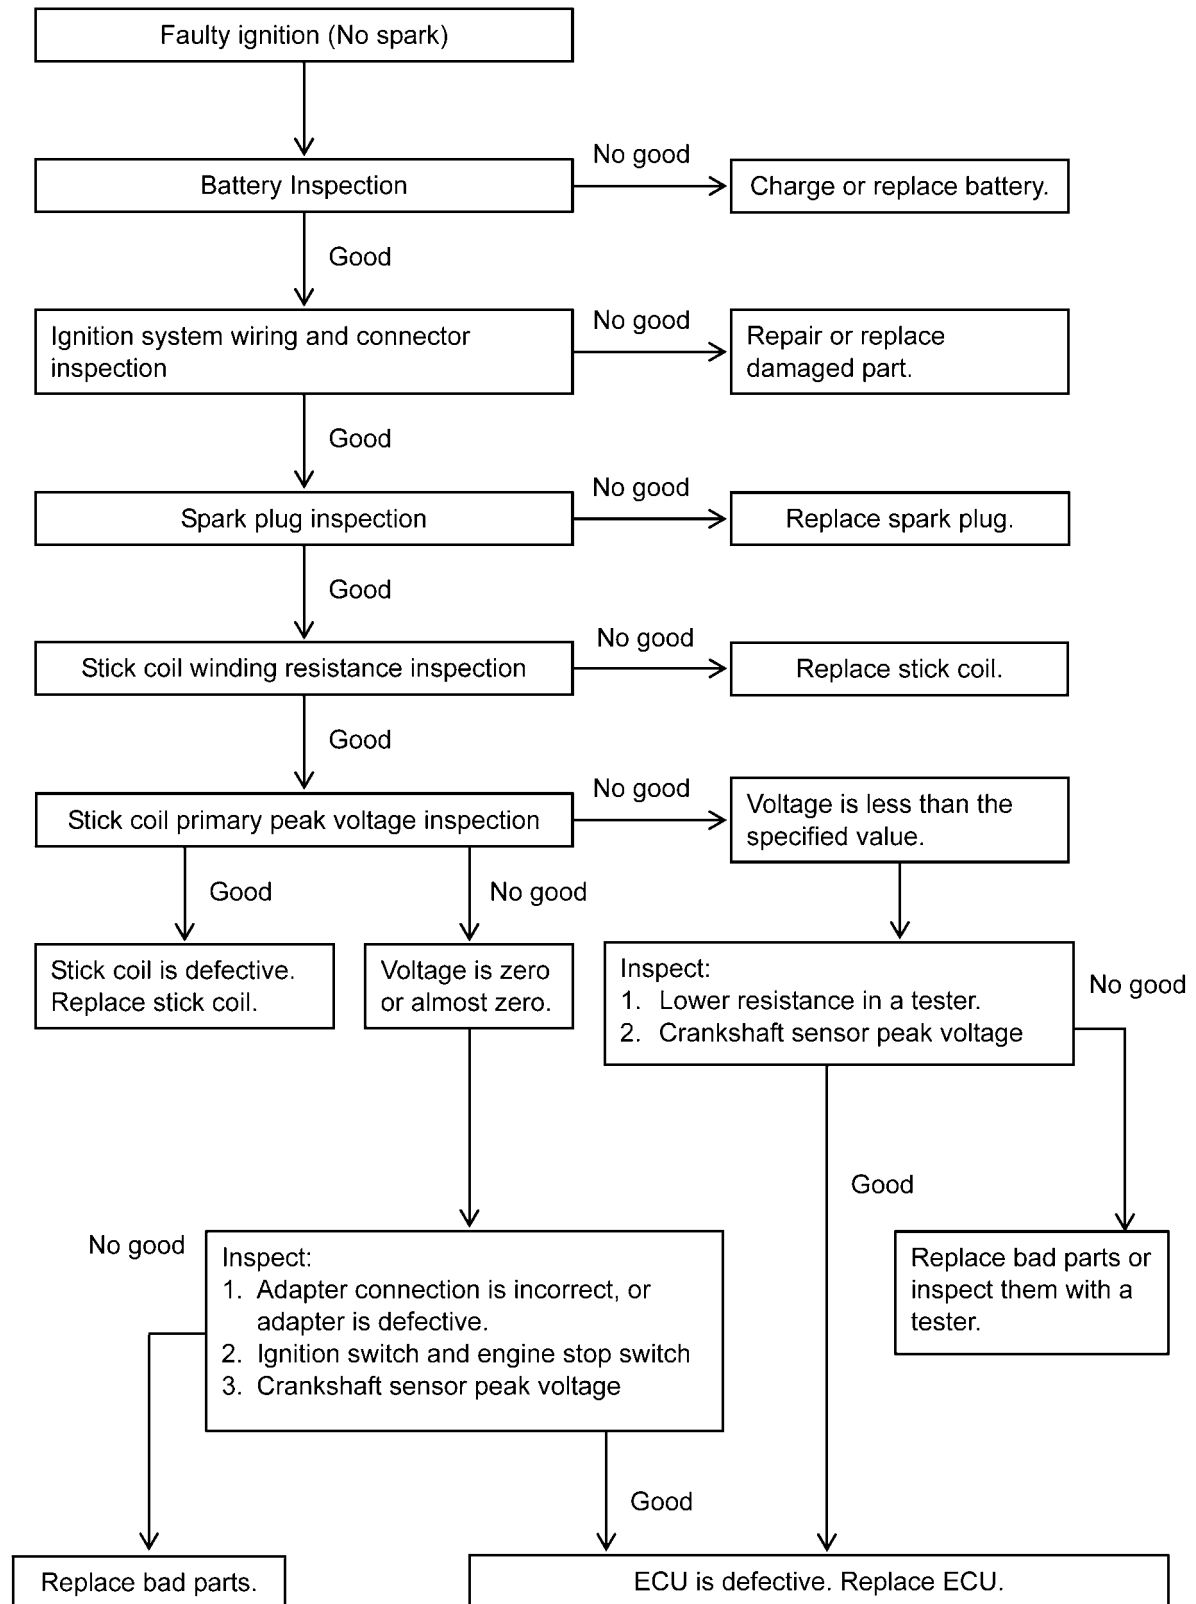 Faulty ignition (No spark)
No good
Battery Inspection
Charge or replace battery.
Good
No good
Ignition system wiring and connector
inspection
Repair or replace
damaged part.
Good
No good
Spark plug inspection
Replace spark plug.
Good
No good
Stick coil winding resistance inspection
Replace stick coil.
Good
No good
Stick coil primary peak voltage inspection
Voltage is less than the
specified value.
Good
No good
Stick coil is defective.
Replace stick coil.
Voltage is zero
or almost zero.
Inspect:
1. Lower resistance in a tester.
2. Crankshaft sensor peak voltage
No good
Good
No good
Inspect:
1. Adapter connection is incorrect, or
adapter is defective.
2. Ignition switch and engine stop switch
3. Crankshaft sensor peak voltage
Replace bad parts or
inspect them with a
tester.
Good
Replace bad parts.
ECU is defective. Replace ECU.